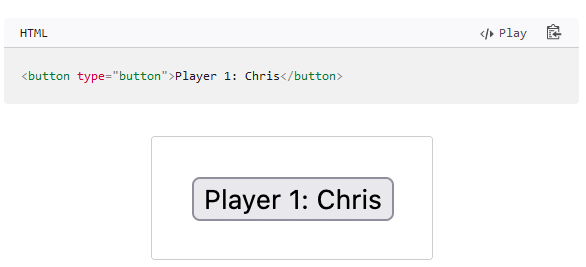 HTML
Play
<button type="button">Player 1: Chris</button>
Player 1: Chris